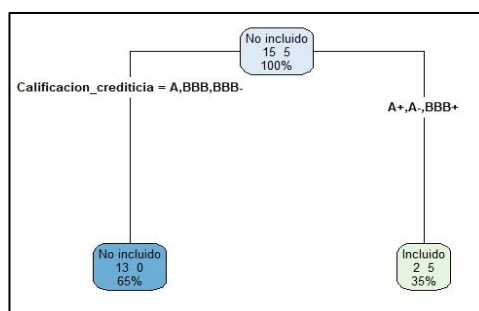 No incluido
15 5
100%
Calificacion_crediticia = A,BBB,BBB-
A+,A-,BBB+
No incluido
13 0
65%
Incluido
2 5
35%